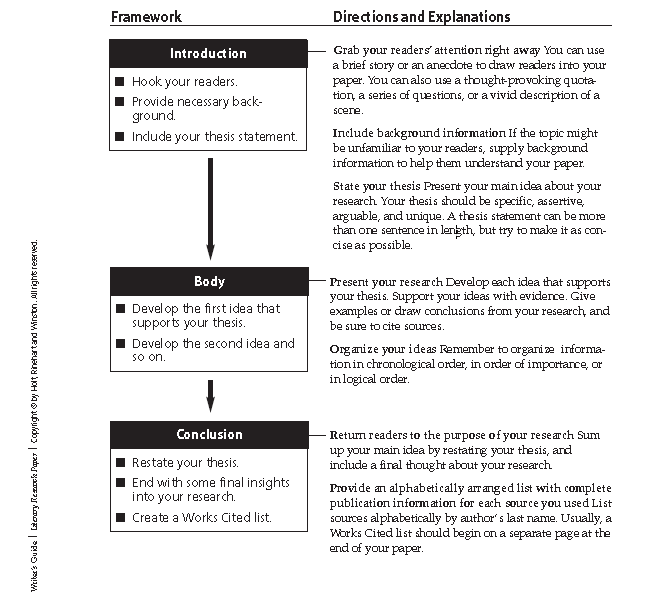 Framework
Directions and Explanations
Introduction
■ Hook your readers.
■ Provide necessary back-
ground.
■ Include your thesis statement.
Grab your readers' attention right away You can use
a brief story or an anecdote to draw readers into your
paper. You can also use a thought-provoking quota-
tion, a series of questions, or a vivid description of a
scene.
Include background information If the topic might
be unfamiliar to your readers, supply background
information to help them understand your paper.
State your thesis Present your main idea about your
research. Your thesis should be specific, assertive,
arguable, and unique. A thesis statement can be more
than one sentence in length, but try to make it as con-
cise as possible.
Body
■ Develop the first idea that
supports your thesis.
■ Develop the second idea and
so on.
Present your research Develop each idea that supports
your thesis. Support your ideas with evidence. Give
examples or draw conclusions from your research, and
be sure to cite sources.
Organize your ideas Remember to organize informa-
tion in chronological order, in order of importance, or
in logical order.
Conclusion
■ Restate your thesis.
■ End with some final insights
into your research.
■ Create a Works Cited list.
Return readers to the purpose of your research Sum
up your main idea by restating your thesis, and
include a final thought about your research.
Provide an alphabetically arranged list with complete
publication information for each source you used List
sources alphabetically by author's last name. Usually, a
Works Cited list should begin on a separate page at the
end of your paper.
Writer's Guide | Literary Research Paper | Copyright © by Holt, Rinehart and Winston. All rights reserved.